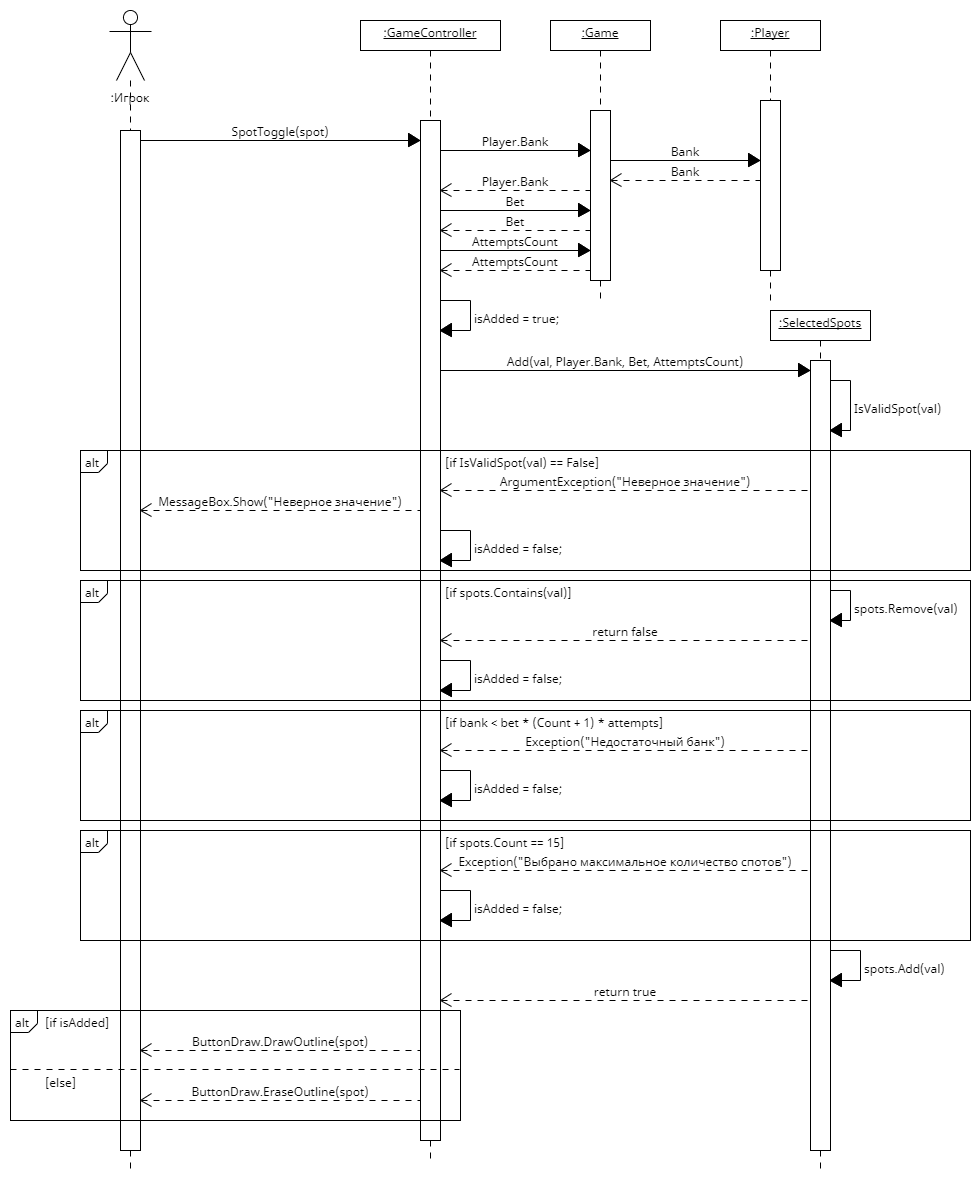 :Игрок
:GameController
:Game
:Player
SpotToggle(spot)
Player.Bank
Bank
Bank
Player.Bank
Bet
Bet
AttemptsCount
AttemptsCount
isAdded = true;
:SelectedSpots
Add(val, Player.Bank, Bet, AttemptsCount)
IsValidSpot(val)
alt
[if IsValidSpot(val) == False]
ArgumentException("Неверное значение")
MessageBox.Show("Неверное значение")
isAdded = false;
alt
[if spots.Contains(val)]
spots.Remove(val)
return false
isAdded = false;
alt
[if bank < bet * (Count + 1) * attempts]
Exception("Недостаточный банк")
isAdded = false;
alt
[if spots.Count == 15]
Exception("Выбрано максимальное количество спотов")
isAdded = false;
spots.Add(val)
return true
alt
[if isAdded]
ButtonDraw.DrawOutline(spot)
[else]
ButtonDraw.EraseOutline(spot)